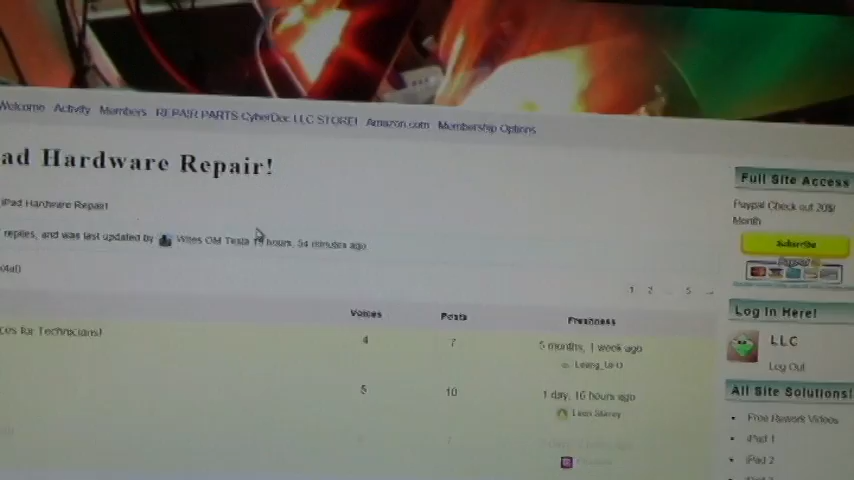 Welcome Activity Members REPAIR PARTS CyberDoc LLC STORE! Amazon.com Membership Options
ad Hardware Repair!
iPad Hardware Repair!
replies, and was last updated by Wites OM Tesla hours, 54 minutes ago
1 2 ... 5 →
Voices Posts Freshness
ces for Technicians!
4 7 5 months, 1 week ago
5 10 1 day, 16 hours ago
Full Site Access
Paypal Check out 20$/
Month
Subscribe
PayPal
Log In Here!
LLC
Log Out
All Site Solutions!
• Free Rework Videos
• iPad 1
• iPad 2